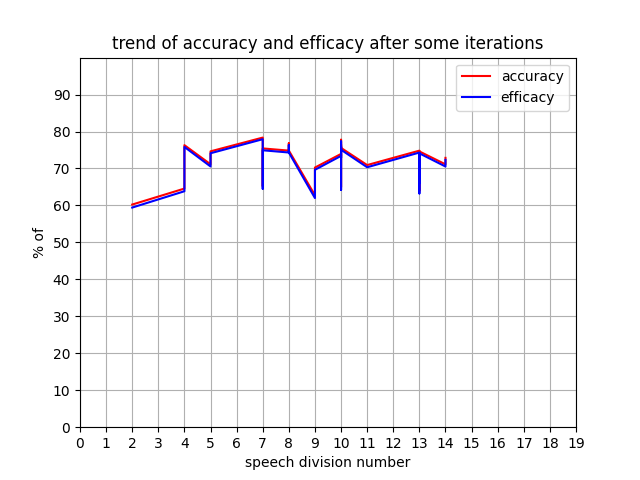 trend of accuracy and efficacy after some iterations
accuracy
efficacy
90
80
70
60
50
40
30
20
10
0
% of
0 1 2 3 4 5 6 7 8 9 10 11 12 13 14 15 16 17 18 19
speech division number